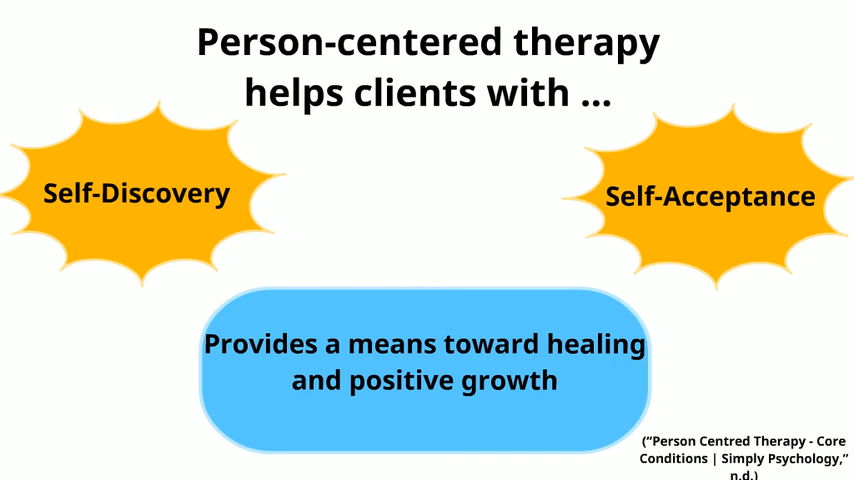 Person-centered therapy
helps clients with ...
Self-Discovery
Self-Acceptance
Provides a means toward healing
and positive growth
(“Person Centred Therapy - Core
Conditions | Simply Psychology,”
n.d.)